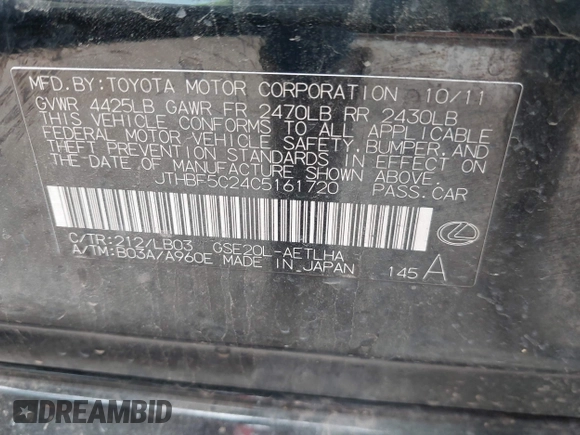 MFD.BY:TOYOTA MOTOR CORPORATION 10/11
GVWR 4425LB GAWR FR 2470LB RR 2430LB
THIS VEHICLE CONFORMS TO ALL APPLICABLE
FEDERAL MOTOR VEHICLE SAFETY,BUMPER,AND
THEFT PREVENTION STANDARDS IN EFFECT ON
THE DATE OF MANUFACTURE SHOWN ABOVE.
JTHBF5C24C5161720 PASS.CAR
C/TR:212/LB03 GSE20L-AETLHA
A/TM:B03A/A960E MADE IN JAPAN 145 A
DREAMBID